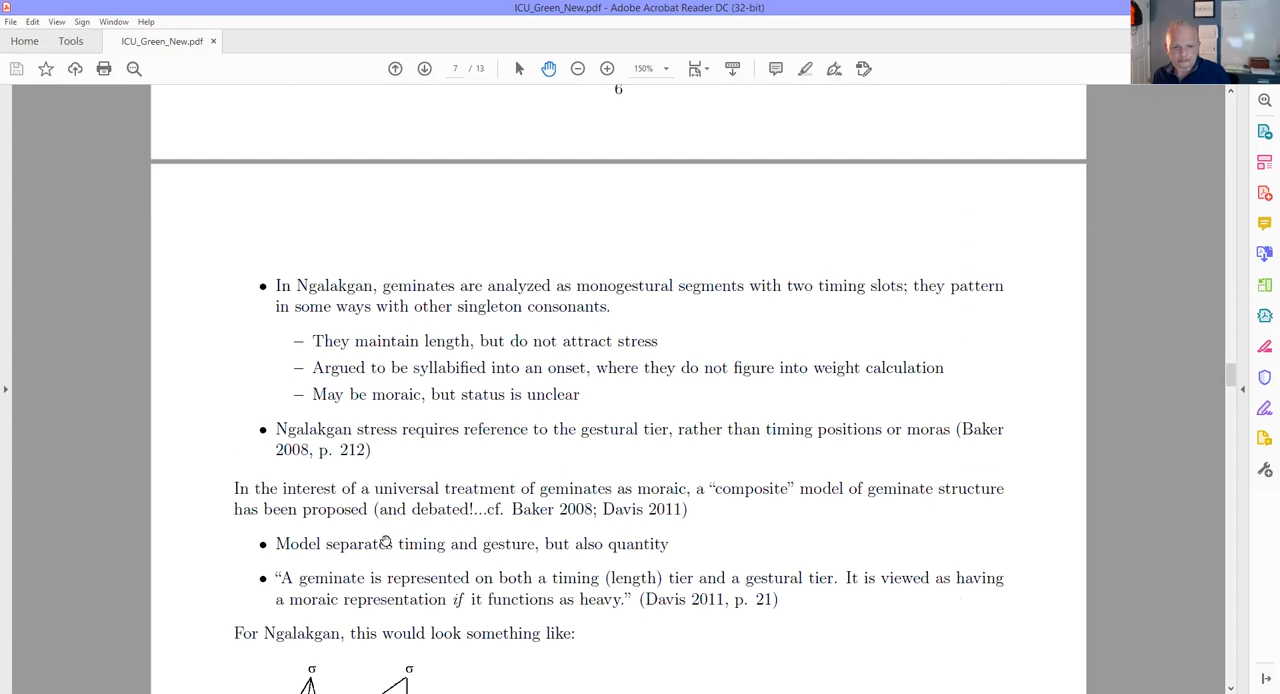 ICU_Green_New.pdf - Adobe Acrobat Reader DC (32-bit)
File Edit View Sign Window Help
Home Tools ICU_Green_New.pdf ×
7 / 13 150%
6
• In Ngalakgan, geminates are analyzed as monogestural segments with two timing slots; they pattern
in some ways with other singleton consonants.
– They maintain length, but do not attract stress
– Argued to be syllabified into an onset, where they do not figure into weight calculation
– May be moraic, but status is unclear
• Ngalakgan stress requires reference to the gestural tier, rather than timing positions or moras (Baker
2008, p. 212)
In the interest of a universal treatment of geminates as moraic, a “composite” model of geminate structure
has been proposed (and debated!...cf. Baker 2008; Davis 2011)
• Model separates timing and gesture, but also quantity
• “A geminate is represented on both a timing (length) tier and a gestural tier. It is viewed as having
a moraic representation if it functions as heavy.” (Davis 2011, p. 21)
For Ngalakgan, this would look something like:
σ σ